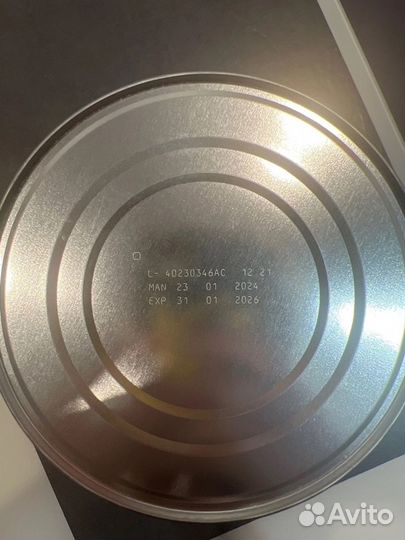 L- 40230346AC 12 21
MAN 23 01 2024
EXP 31 01 2026
Avito